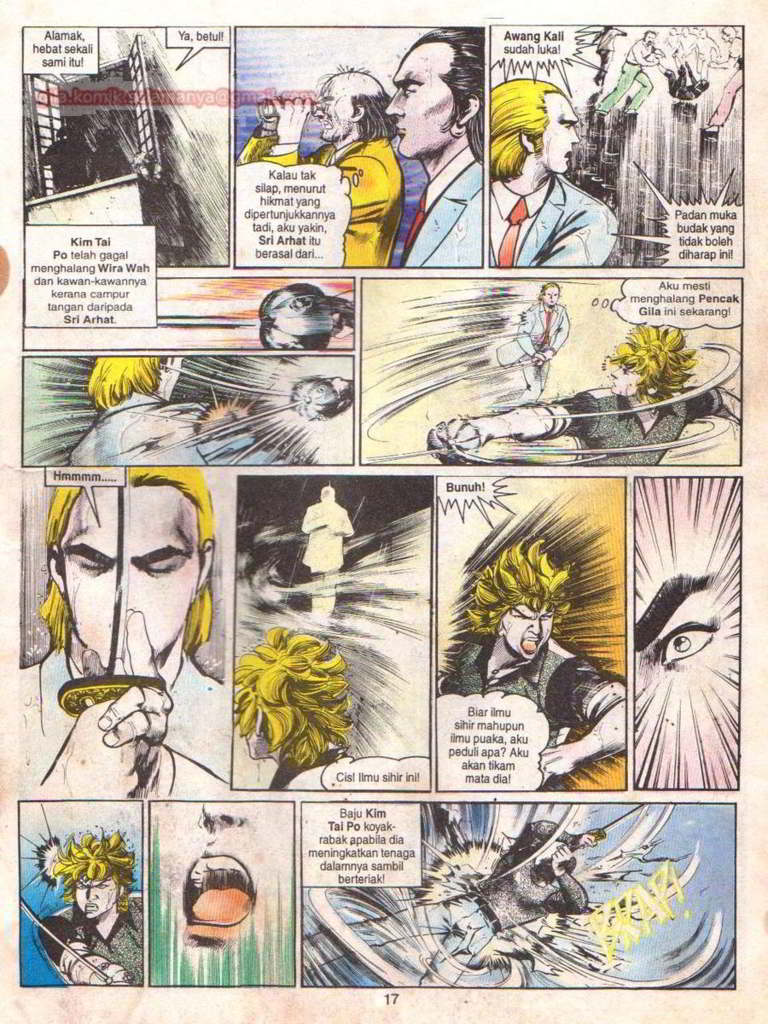 Alamak,
hebat sekali
sami itu!
Ya, betul!
Kim Tai
Po telah gagal
menghalang Wira Wah
dan kawan-kawannya
kerana campur
tangan daripada
Sri Arhat.
Kalau tak
silap, menurut
hikmat yang
dipertunjukkannya
tadi, aku yakin,
Sri Arhat itu
berasal dari...
Awang Kali
sudah luka!
Padan muka
budak yang
tidak boleh
diharap ini!
Aku mesti
menghalang Pencak
Gila ini sekarang!
Hmmmm.....
Cis! Ilmu sihir ini!
Bunuh!
Biar ilmu
sihir mahupun
ilmu puaka, aku
peduli apa? Aku
akan tikam
mata dia!
Baju Kim
Tai Po koyak-
rabak apabila dia
meningkatkan tenaga
dalamnya sambil
berteriak!
17